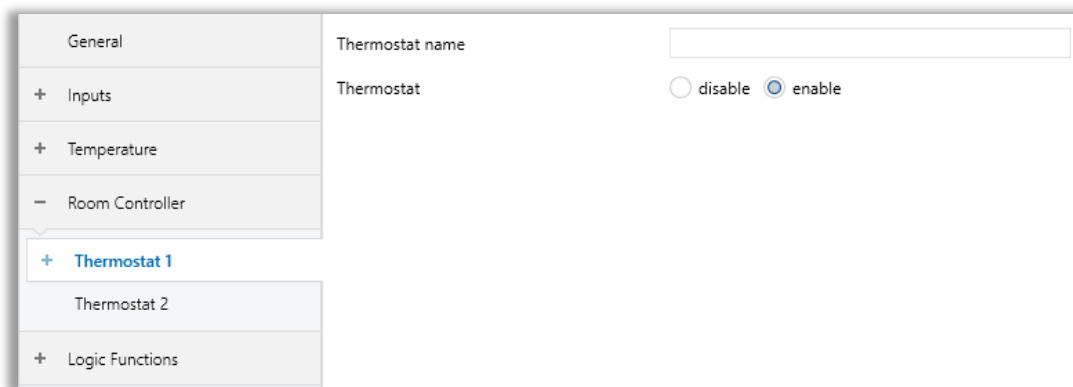 General
Inputs
Temperature
Room Controller
Thermostat 1
Thermostat 2
Logic Functions
Thermostat name
Thermostat disable enable